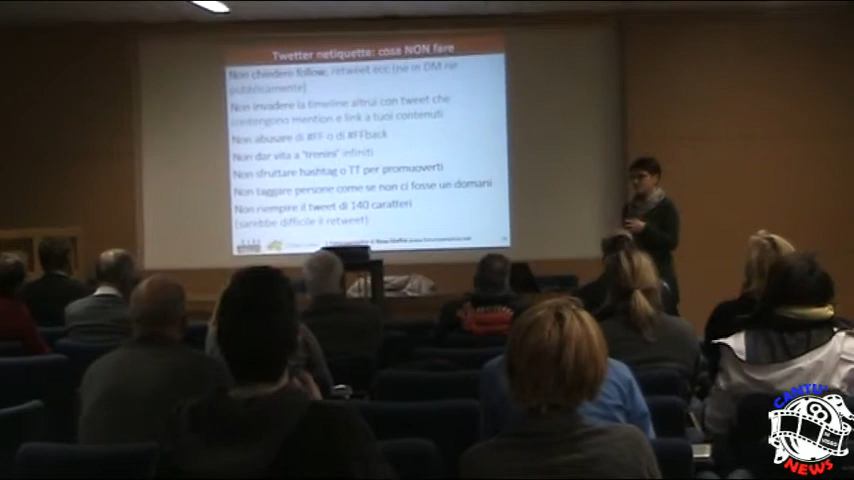 Twetter netiquette: cosa NON fare
Non chiedere follow, retweet ecc (né in DM né
pubblicamente)
Non invadere la timeline altrui con tweet che
contengono mention e link a tuoi contenuti
Non abusare di #FF o di #FFback
Non dar vita a "trenini" infiniti
Non sfruttare hashtag o TT per promuoverti
Non taggare persone come se non ci fosse un domani
Non riempire il tweet di 140 caratteri
(sarebbe difficile il retweet)
CANTU'
NEWS